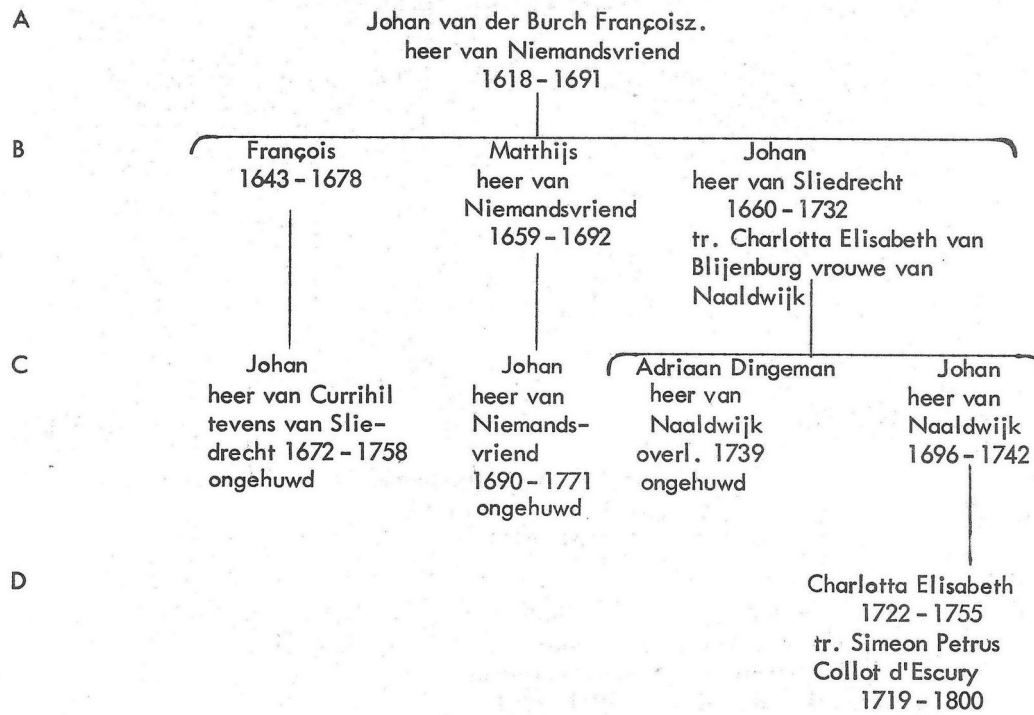 A
Johan van der Burch Françoisz.
heer van Niemandsvriend
1618-1691
B
François
1643-1678
Matthijs
heer van
Niemandsvriend
1659-1692
Johan
heer van Sliedrecht
1660-1732
tr. Charlotta Elisabeth van
Blijenburg vrouwe van
Naaldwijk
C
Johan
heer van Currihil
tevens van Slie-
drecht 1672-1758
ongehuwd
Johan
heer van
Niemands-
vriend
1690-1771
ongehuwd
Adriaan Dingeman
heer van
Naaldwijk
overl. 1739
ongehuwd
Johan
heer van
Naaldwijk
1696-1742
D
Charlotta Elisabeth
1722-1755
tr. Simeon Petrus
Collot d'Escury
1719-1800